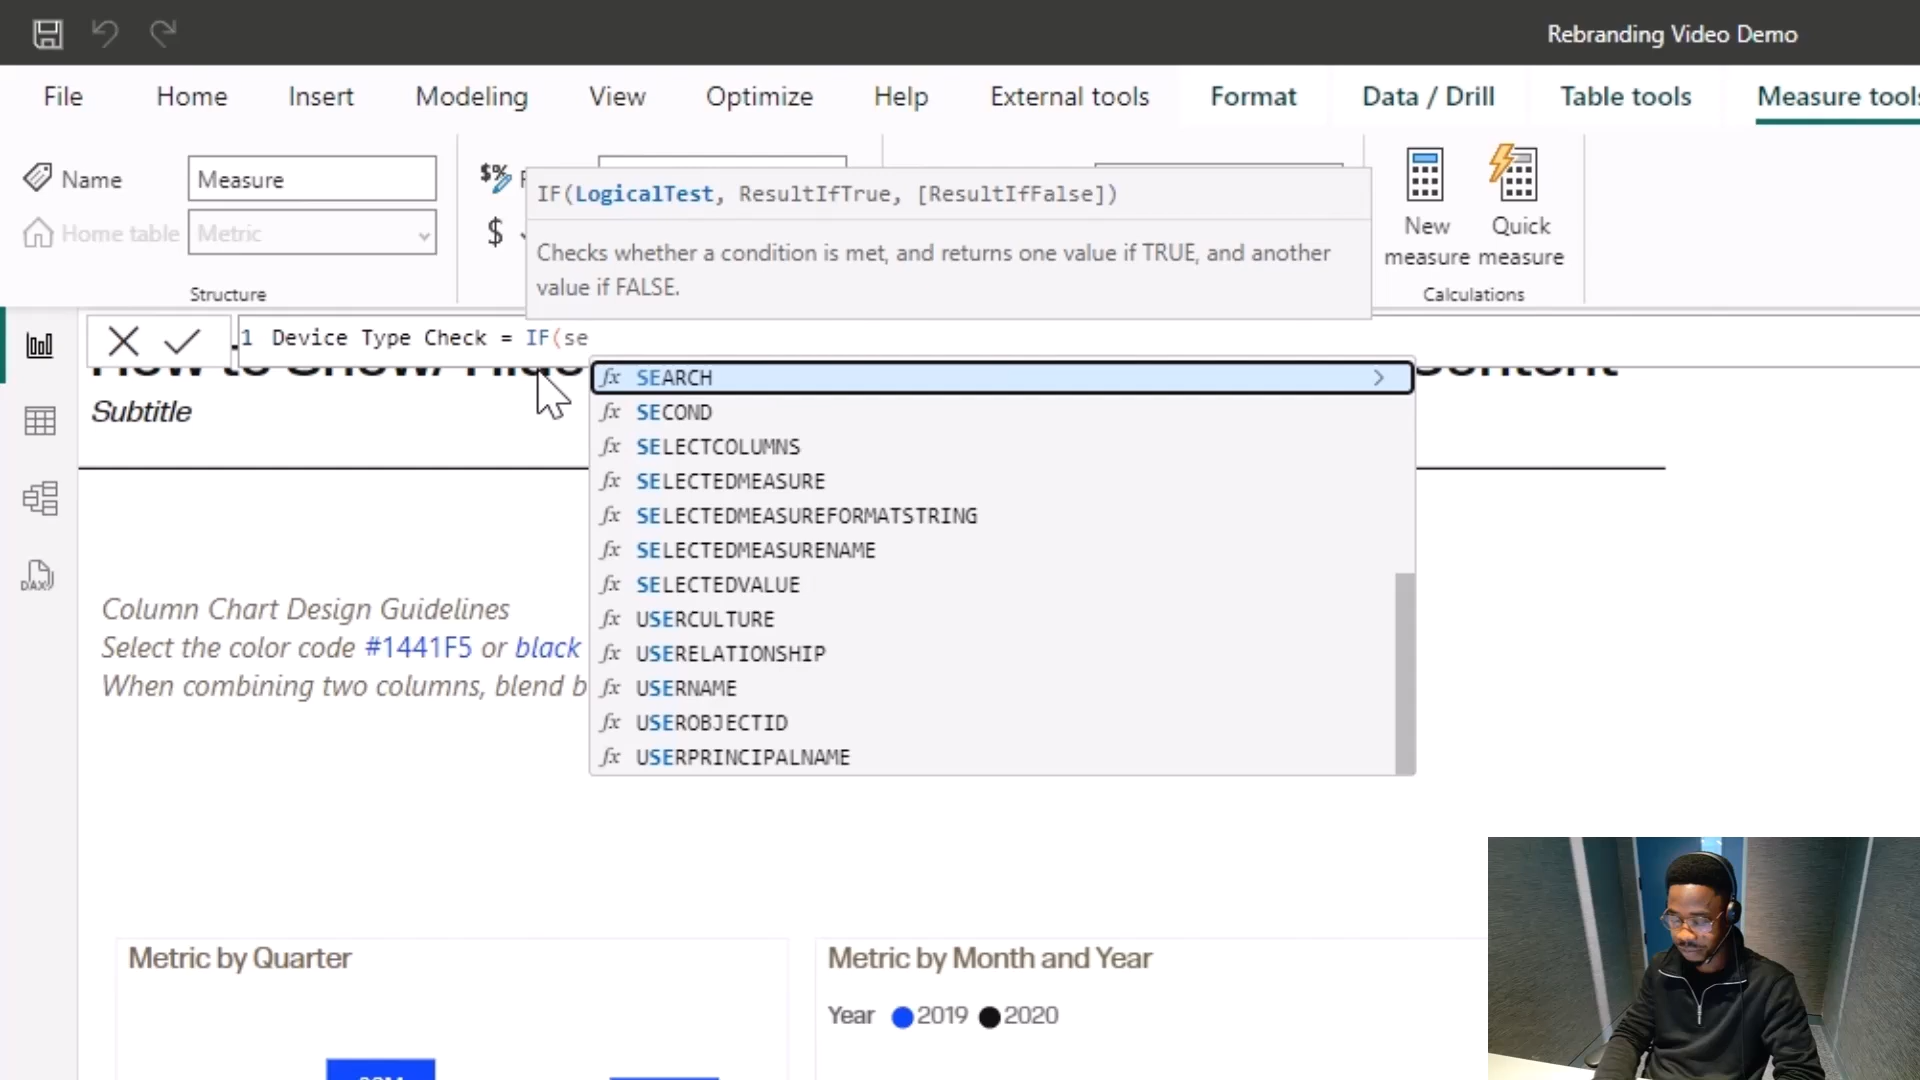 Rebranding Video Demo
File Home Insert Modeling View Optimize Help External tools Format Data / Drill Table tools Measure tools
Name Measure
Home table Metric
Structure
$%
$
IF(LogicalTest, ResultIfTrue, [ResultIfFalse])
Checks whether a condition is met, and returns one value if TRUE, and another
value if FALSE.
New
measure
Quick
measure
Calculations
1 Device Type Check = IF(se
Subtitle
SEARCH
SECOND
SELECTCOLUMNS
SELECTEDMEASURE
SELECTEDMEASUREFORMATSTRING
SELECTEDMEASURENAME
SELECTEDVALUE
USERCULTURE
USERELATIONSHIP
USERNAME
USEROBJECTID
USERPRINCIPALNAME
DAX
Column Chart Design Guidelines
Select the color code #1441F5 or black
When combining two columns, blend b
Metric by Quarter
Metric by Month and Year
Year 2019 2020